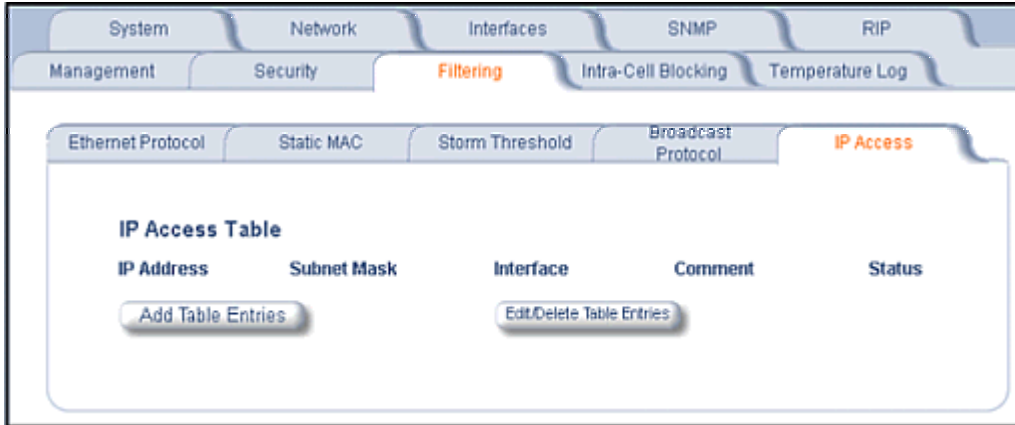 System Network Interfaces SNMP RIP
Management Security Filtering Intra-Cell Blocking Temperature Log
Ethernet Protocol Static MAC Storm Threshold Broadcast Protocol IP Access
IP Access Table
IP Address Subnet Mask Interface Comment Status
Add Table Entries Edit/Delete Table Entries